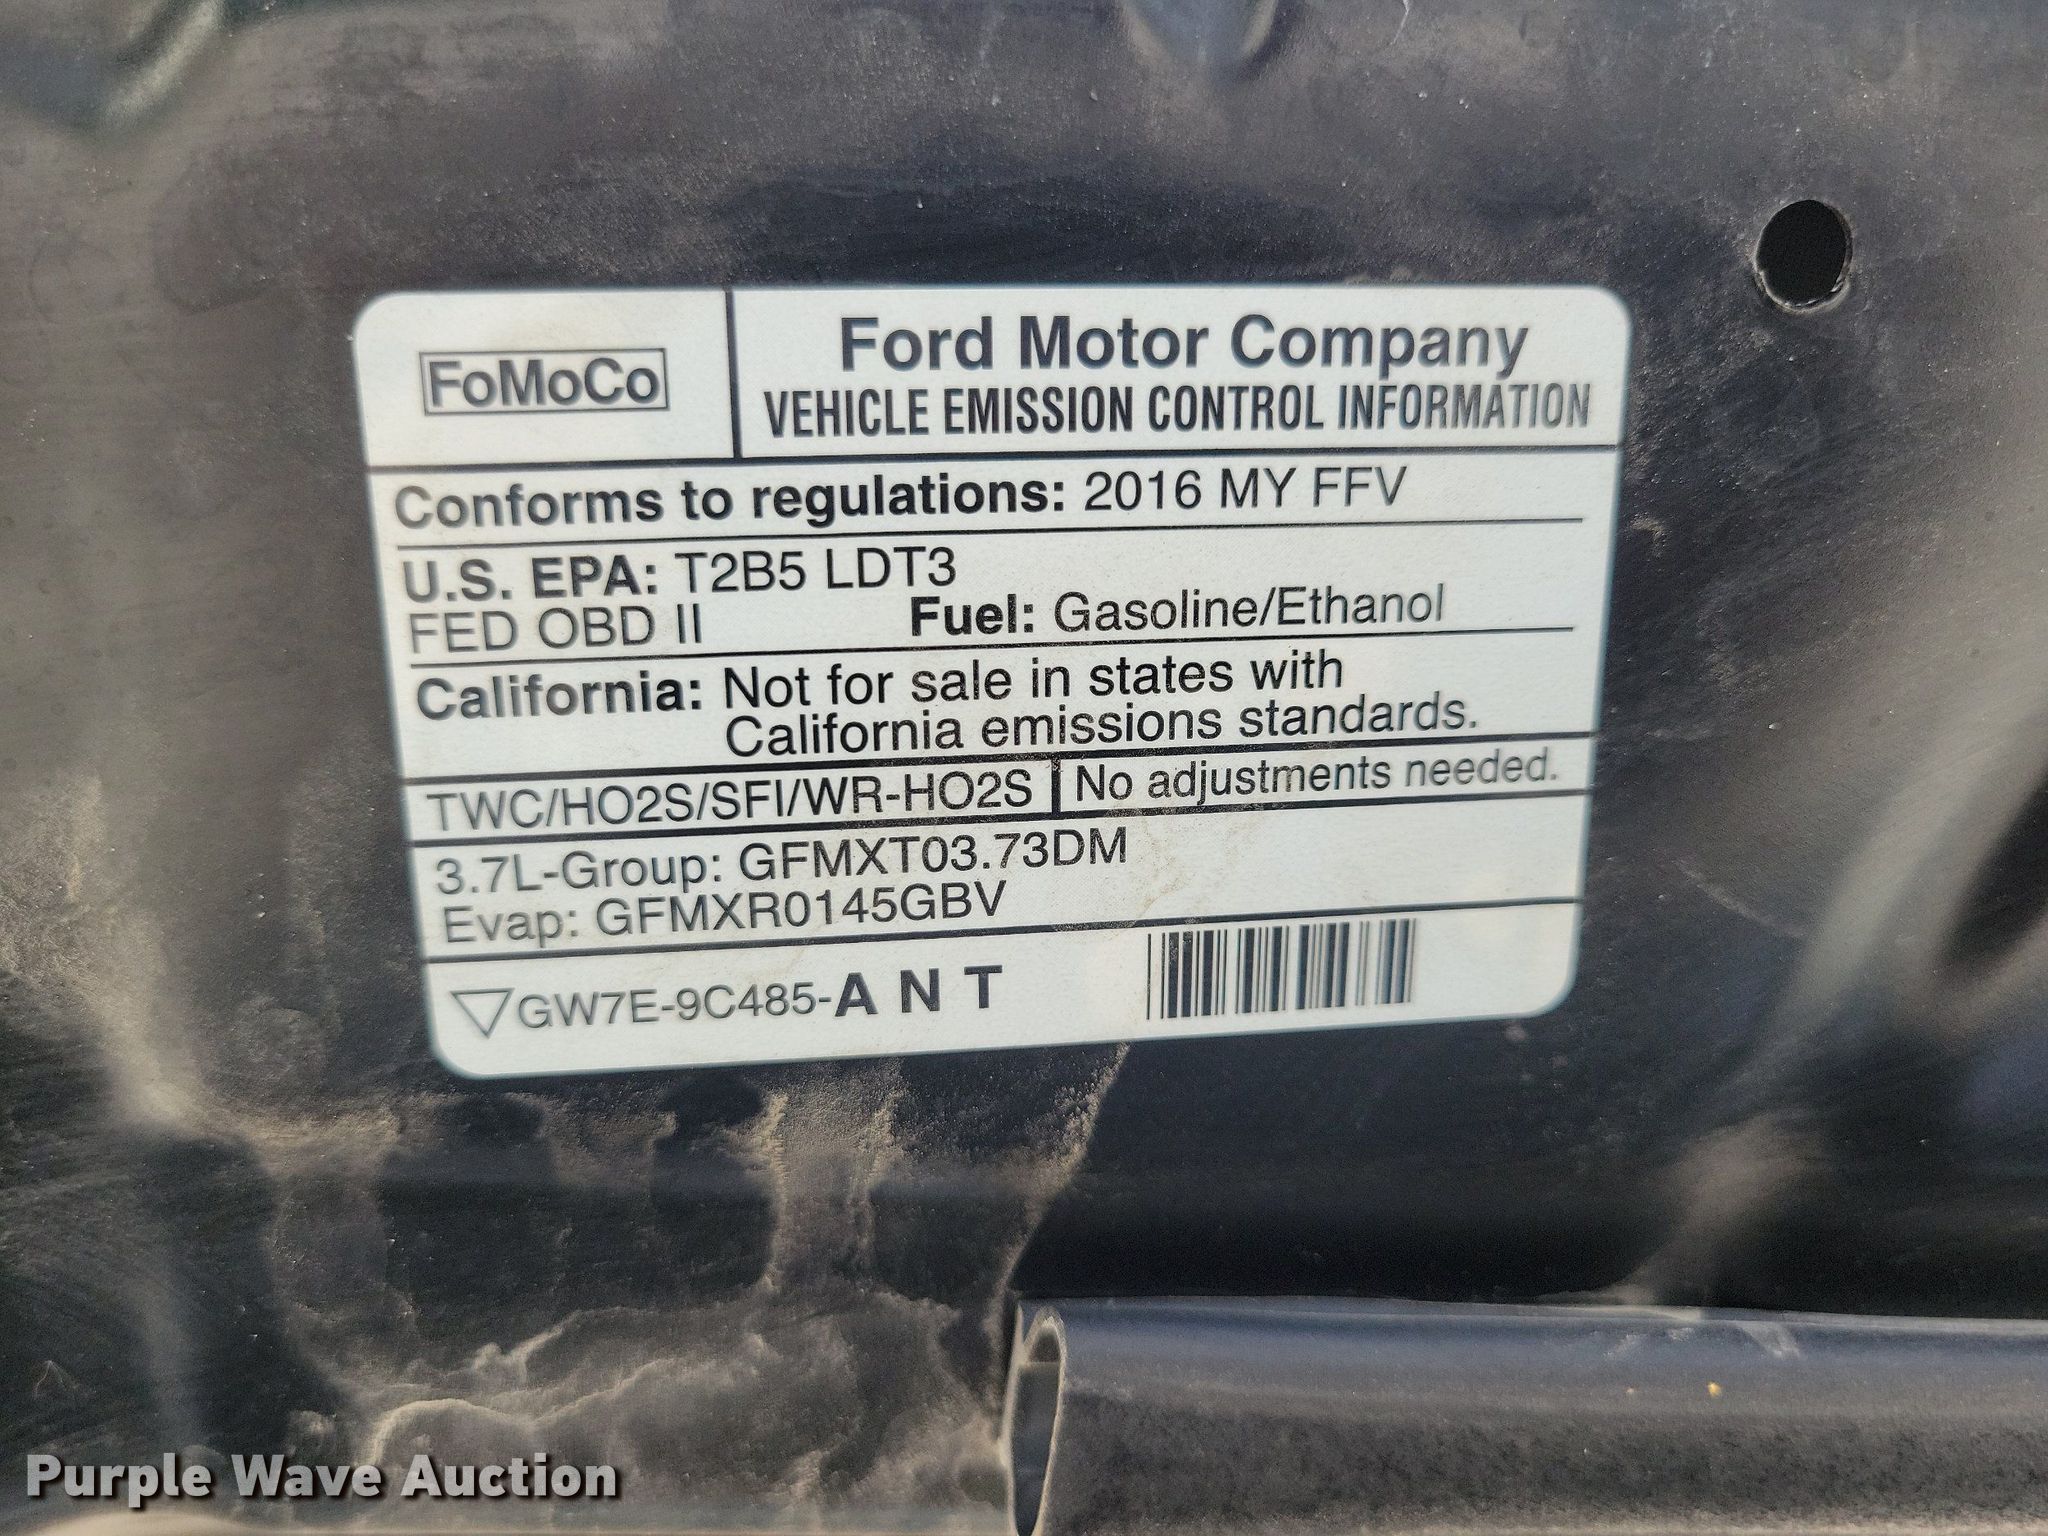 FoMoCo
Ford Motor Company
VEHICLE EMISSION CONTROL INFORMATION
Conforms to regulations: 2016 MY FFV
U.S. EPA: T2B5 LDT3
FED OBD II Fuel: Gasoline/Ethanol
California: Not for sale in states with
California emissions standards.
TWC/HO2S/SFI/WR-HO2S No adjustments needed.
3.7L-Group: GFMXT03.73DM
Evap: GFMXR0145GBV
GW7E-9C485-A N T
Purple Wave Auction